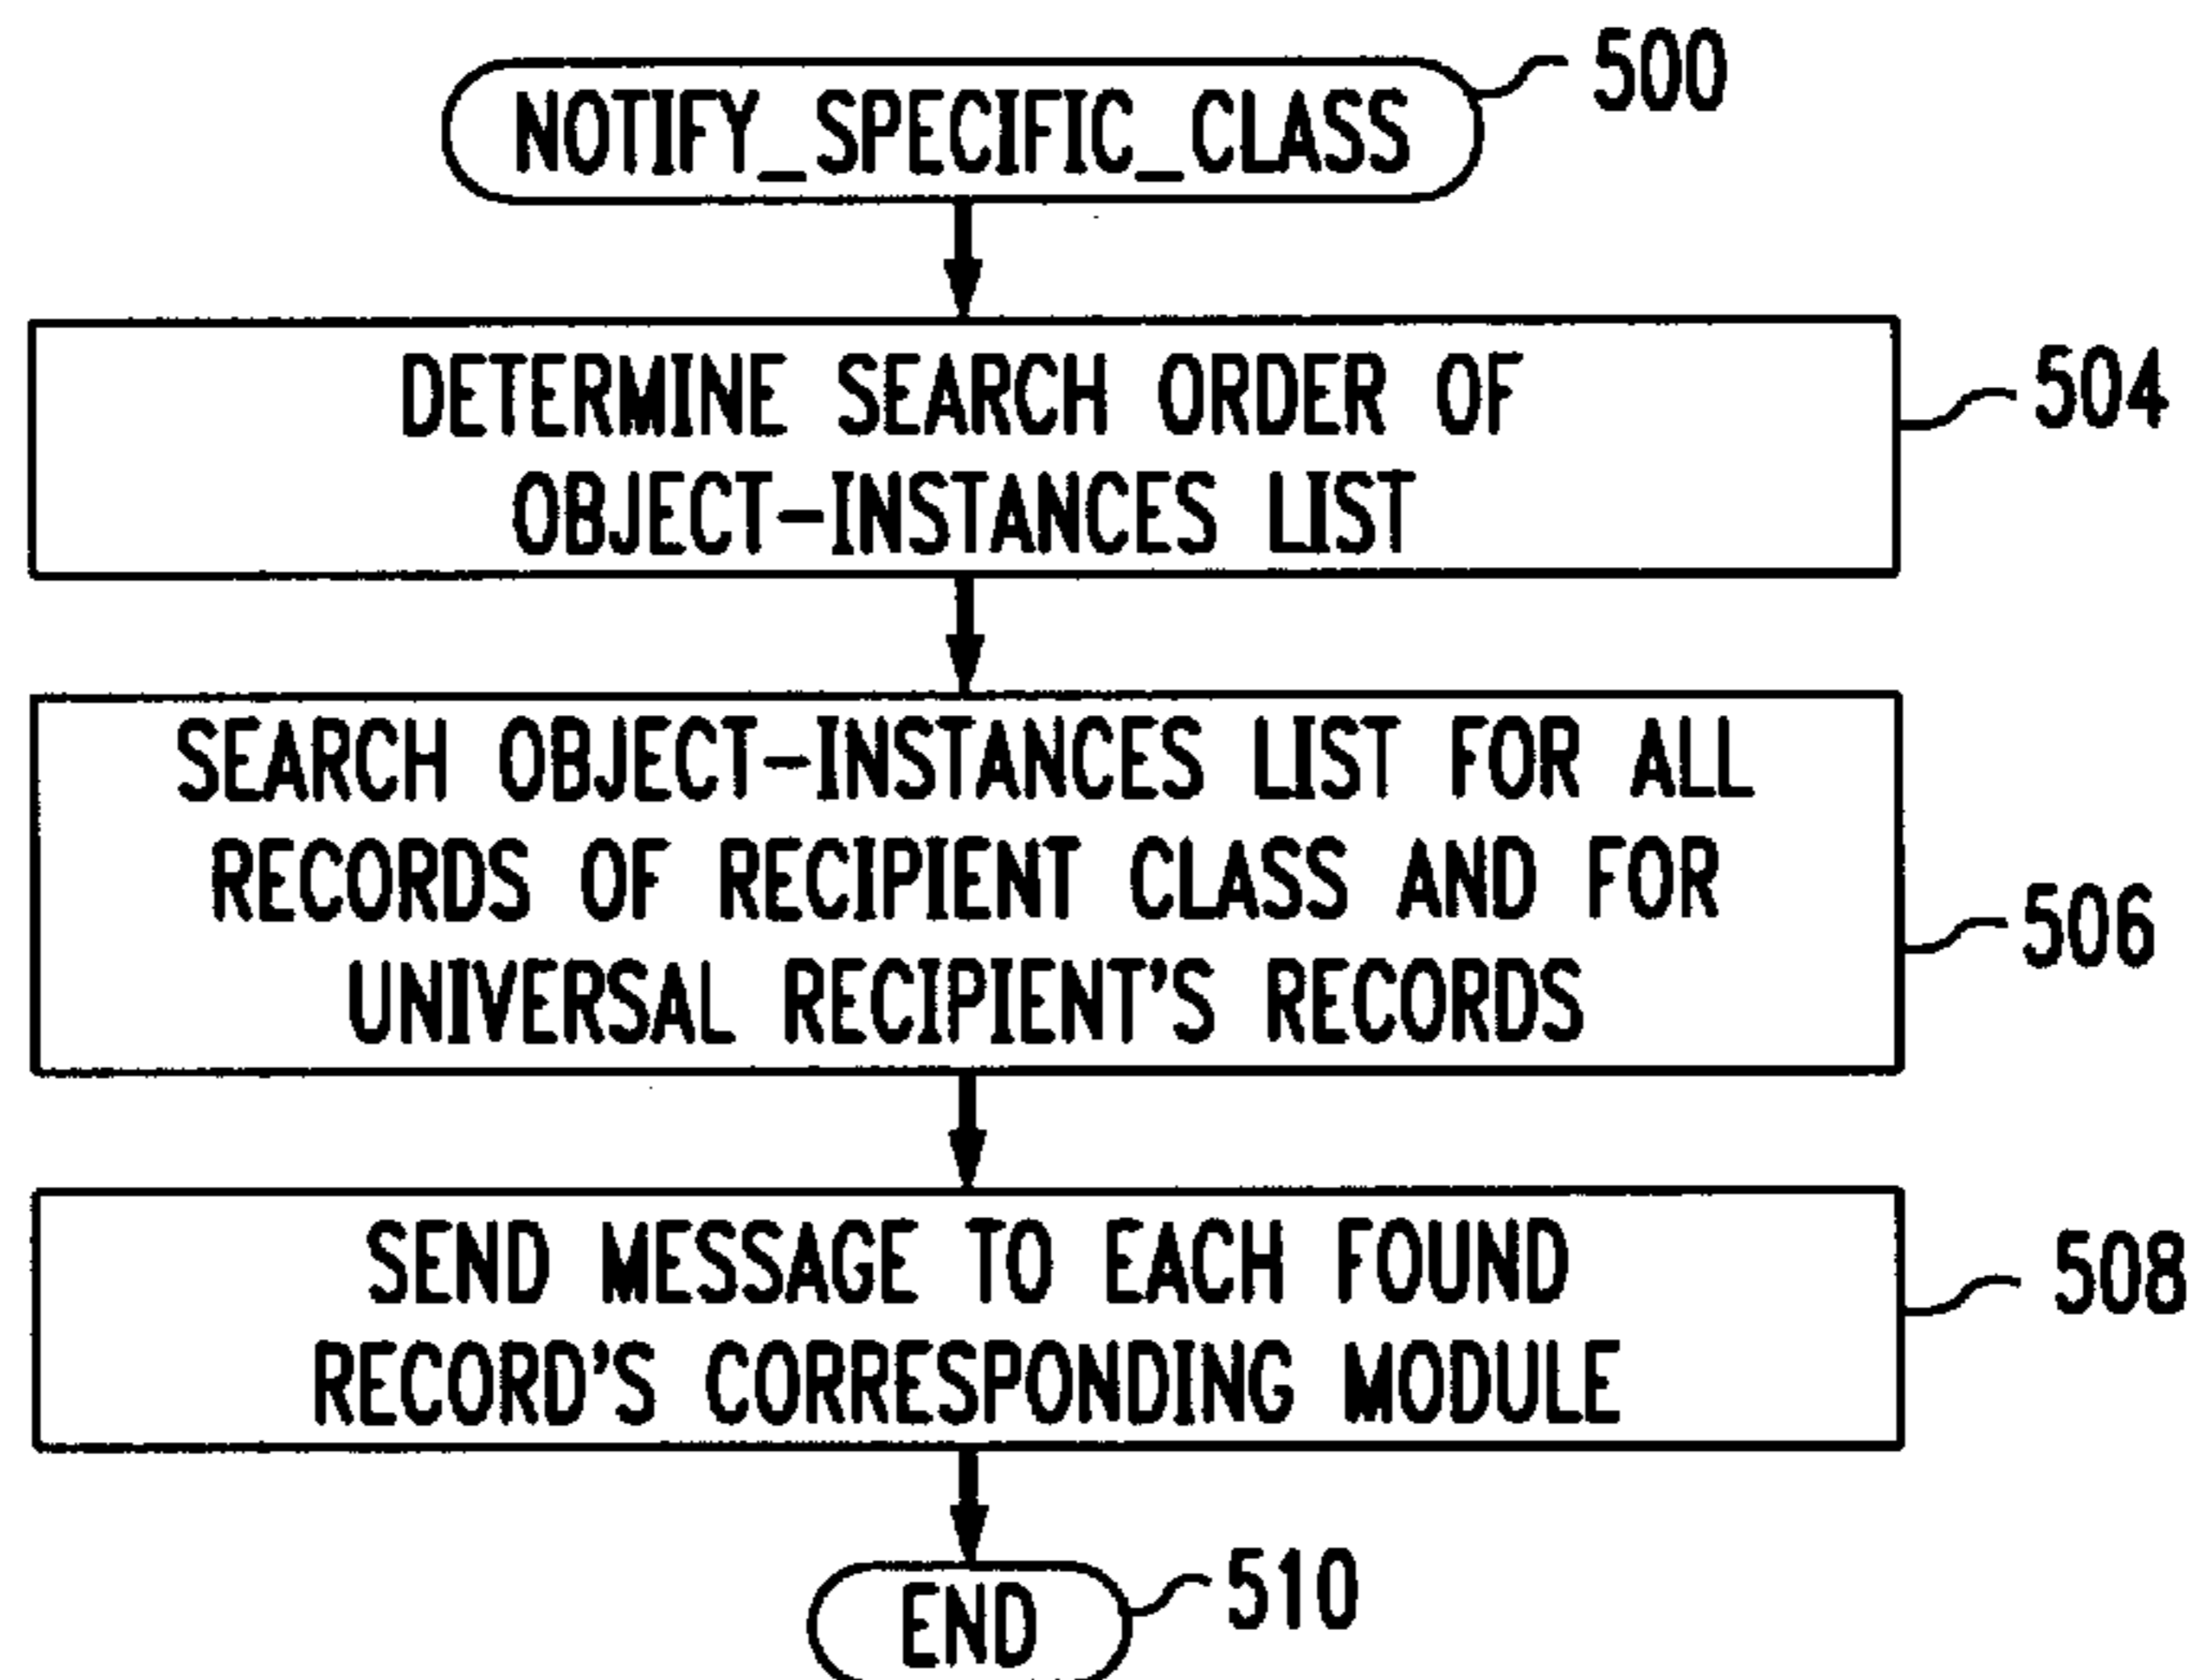 NOTIFY_SPECIFIC_CLASS
500
DETERMINE SEARCH ORDER OF
OBJECT-INSTANCES LIST
504
SEARCH OBJECT-INSTANCES LIST FOR ALL
RECORDS OF RECIPIENT CLASS AND FOR
UNIVERSAL RECIPIENT'S RECORDS
506
SEND MESSAGE TO EACH FOUND
RECORD'S CORRESPONDING MODULE
508
END
510